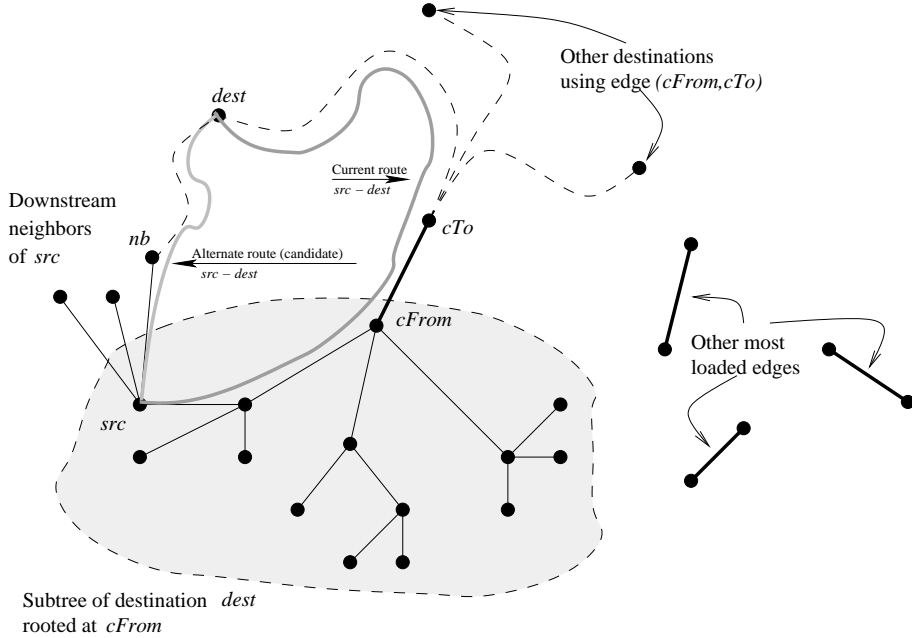 Other destinations
using edge (cFrom,cTo)
dest
Current route
src – dest
Downstream
neighbors
of src
nb
cTo
Alternate route (candidate)
src – dest
cFrom
Other most
loaded edges
src
Subtree of destination dest
rooted at cFrom